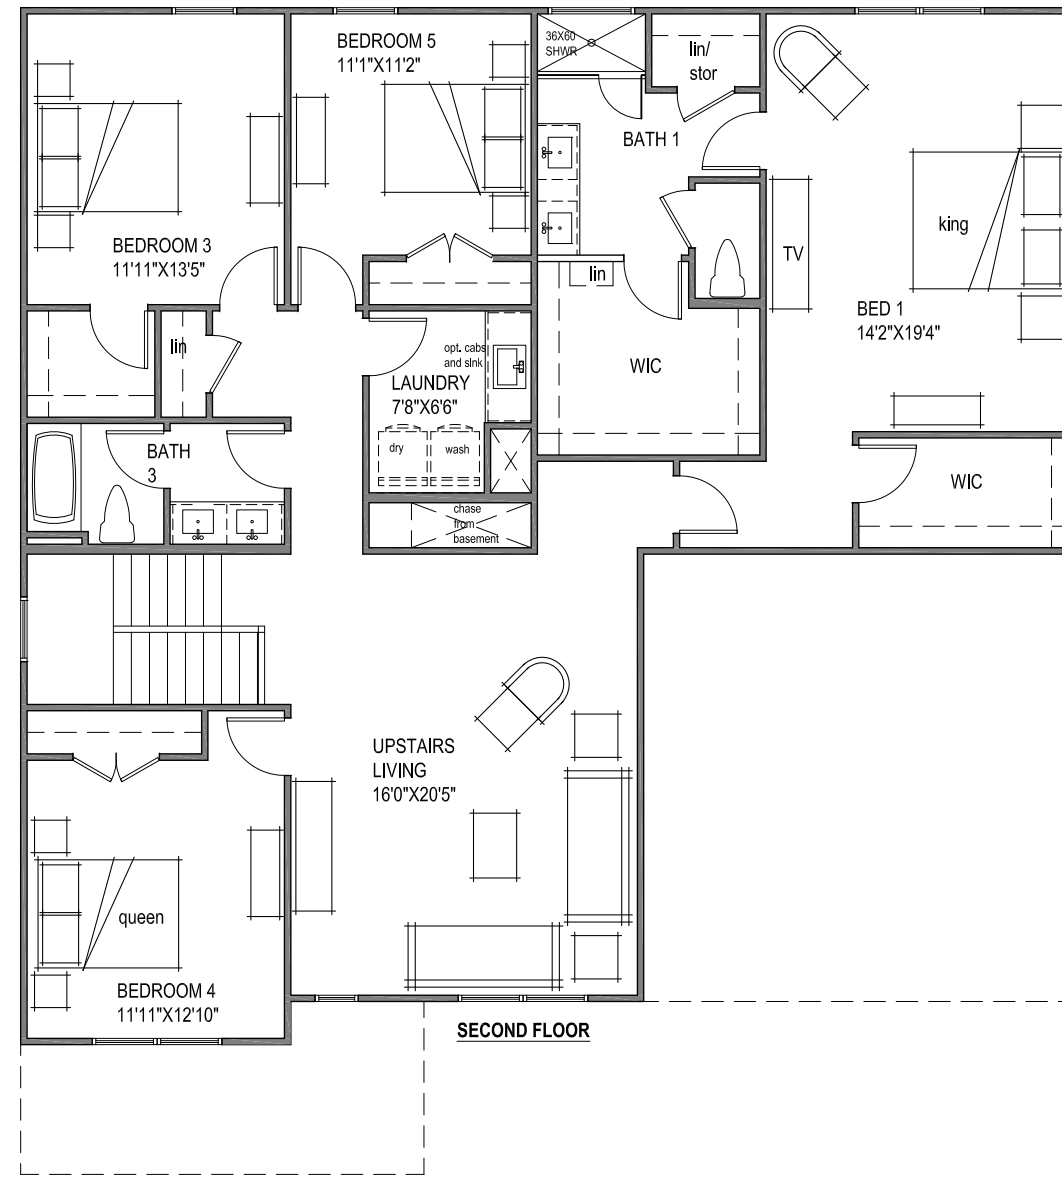 BEDROOM 5
11'1"X11'2"
36X60
SHWR
lin/
stor
BATH 1
BEDROOM 3
11'11"X13'5"
king
TV
lin
BED 1
14'2"X19'4"
lin
opt. cabs
and sink
WIC
LAUNDRY
7'8"X6'6"
dry
wash
BATH
3
WIC
chase
from
basement
UPSTAIRS
LIVING
16'0"X20'5"
queen
BEDROOM 4
11'11"X12'10"
SECOND FLOOR